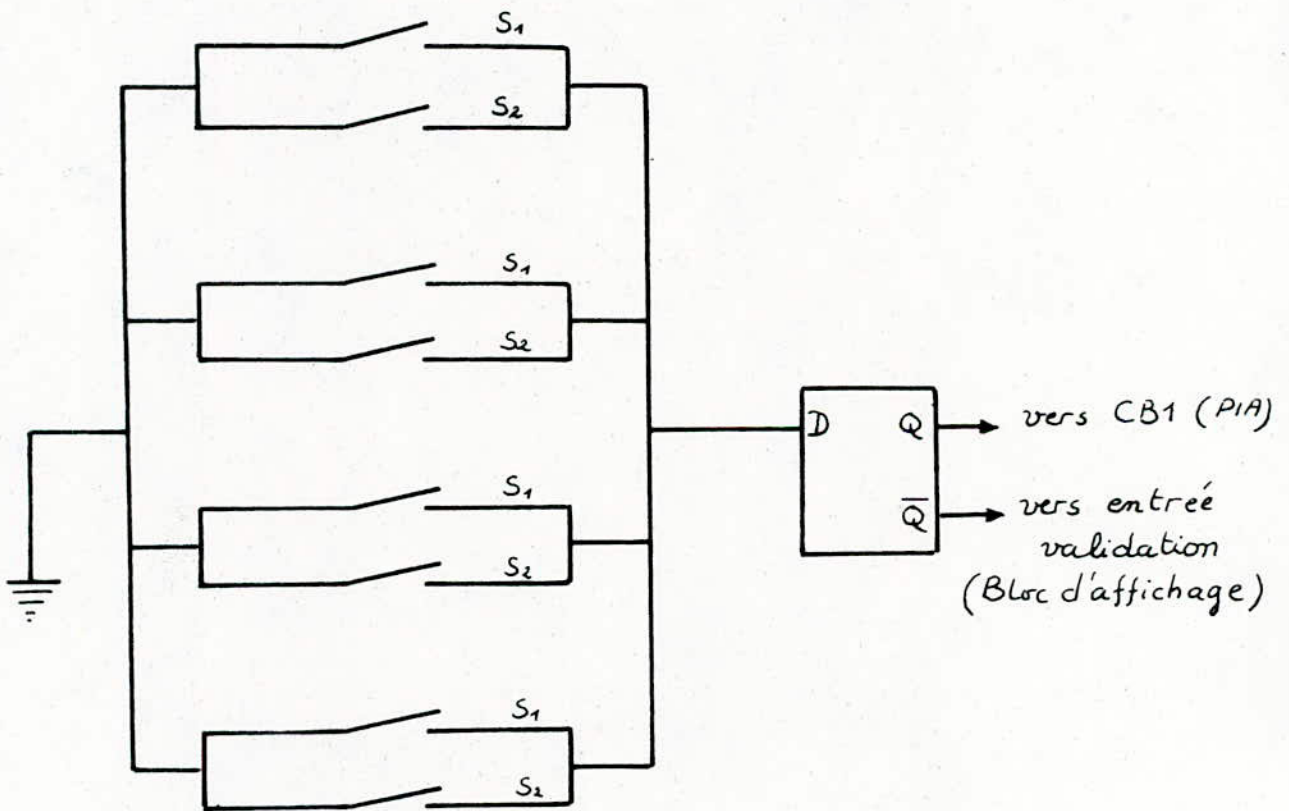 S1
S2
S1
S2
S1
S2
S1
S2
D Q
Q̅
vers CB1 (PIA)
vers entreé
validation
(Bloc d'affichage)